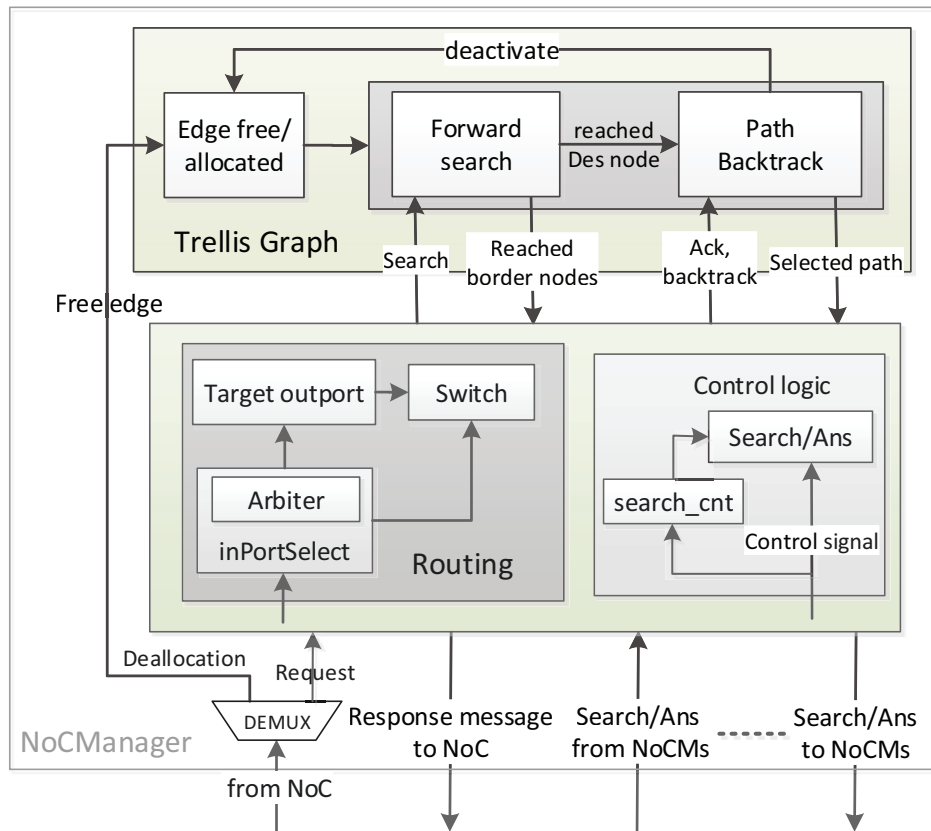 deactivate
Edge free/
allocated
Forward
search
reached
Des node
Path
Backtrack
Trellis Graph
Search
Reached
border nodes
Ack,
backtrack
Selected path
Free edge
Target outport
Switch
Control logic
Search/Ans
Arbiter
inPortSelect
search_cnt
Control signal
Routing
Deallocation
Request
DEMUX
NoCManager
from NoC
Response message
to NoC
Search/Ans
from NoCMs
Search/Ans
to NoCMs